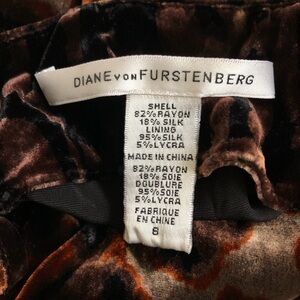 DIANE VON FURSTENBERG
SHELL
82%RAYON
18%SILK
LINING
95%SILK
5%LYCRA
MADE IN CHINA
82%RAYON
18%SOIE
DOUBLURE
95%SOIE
5%LYCRA
FABRIQUE
EN CHINE
8